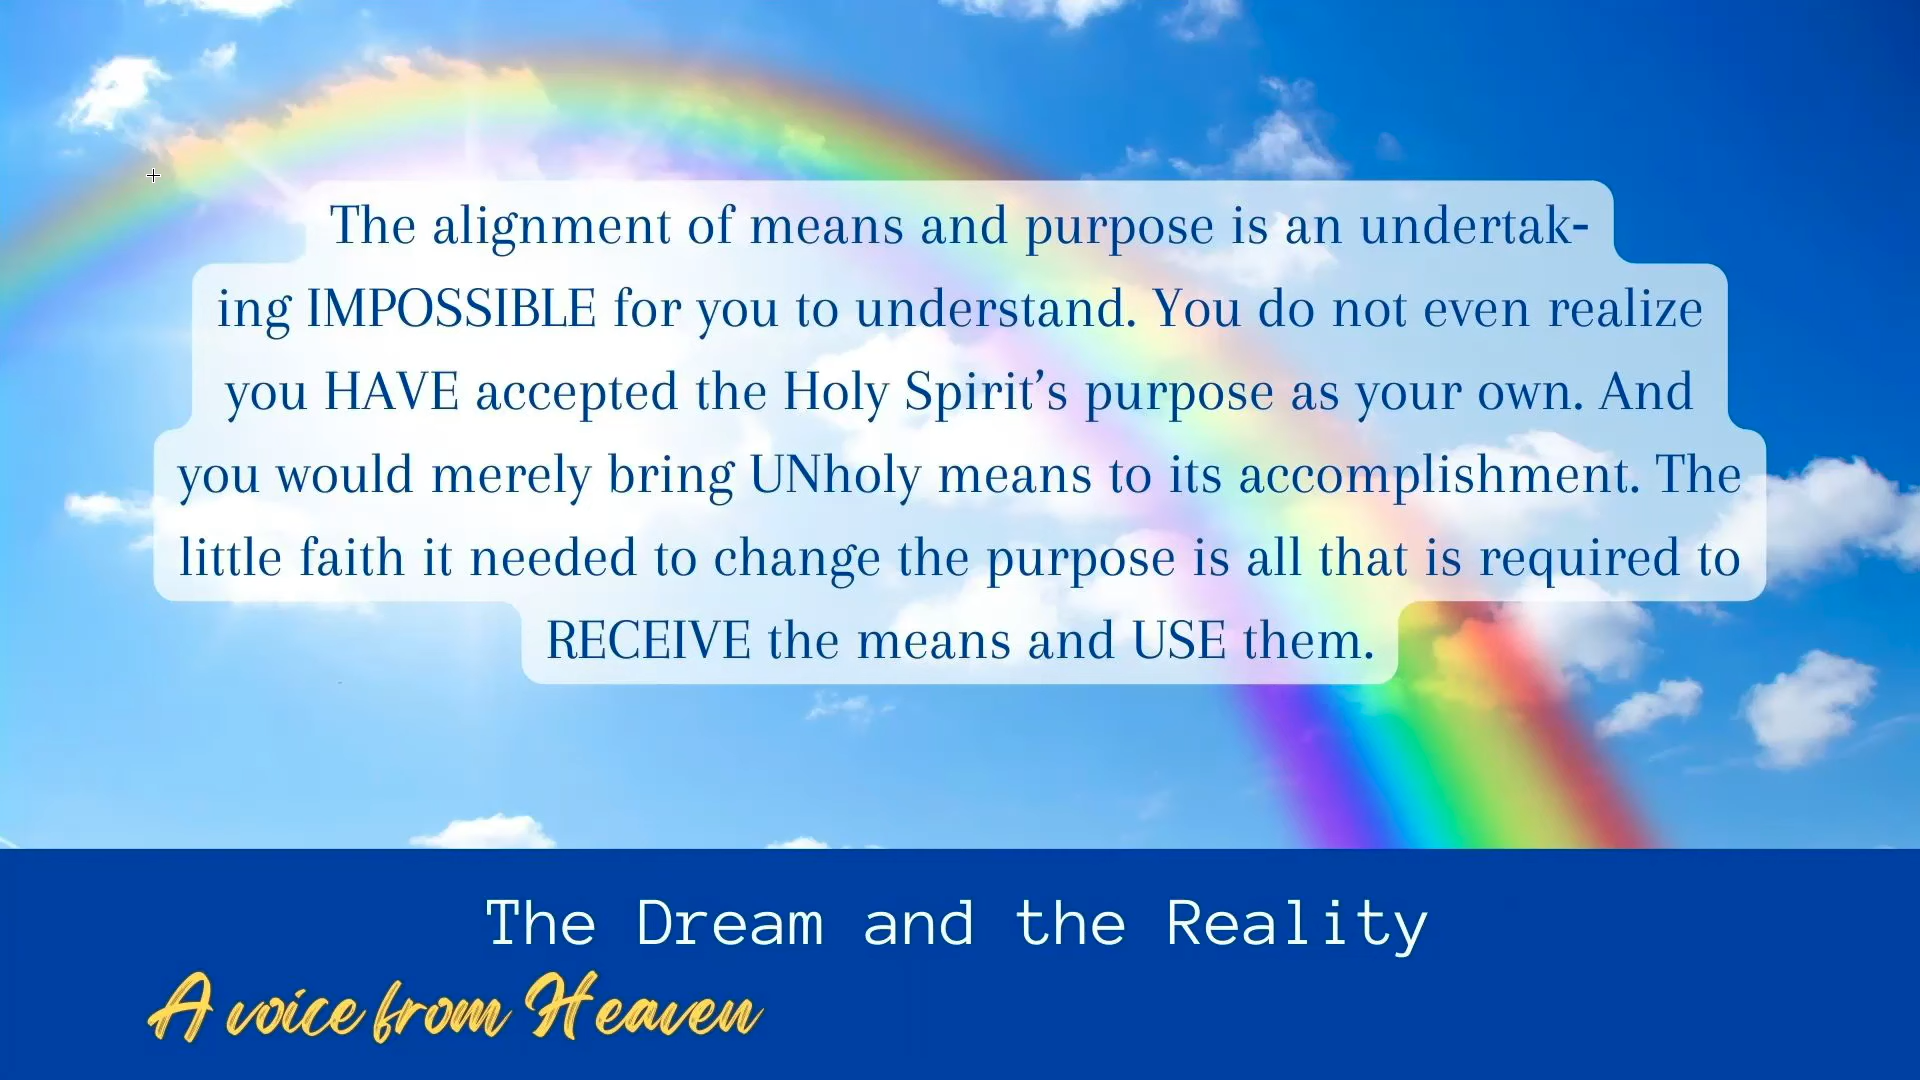 The alignment of means and purpose is an undertak-
ing IMPOSSIBLE for you to understand. You do not even realize
you HAVE accepted the Holy Spirit’s purpose as your own. And
you would merely bring UNholy means to its accomplishment. The
little faith it needed to change the purpose is all that is required to
RECEIVE the means and USE them.
The Dream and the Reality
A voice from Heaven